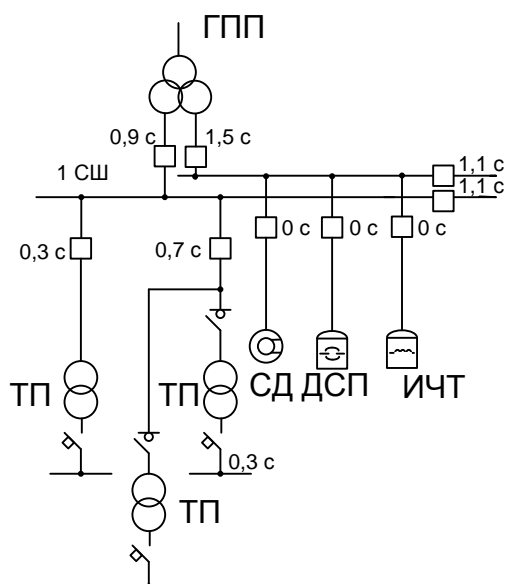 ГПП
0,9 с
1,5 с
1 СШ
1,1 с
1,1 с
0,3 с
0,7 с
0 с
0 с
0 с
ТП
ТП
СД
ДСП
ИЧТ
0,3 с
ТП